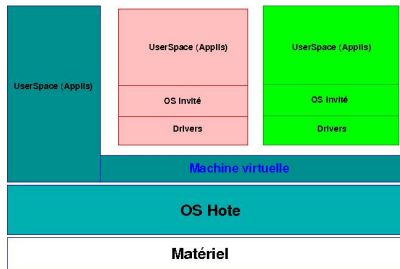 UserSpace (Applis)
UserSpace (Applis)
UserSpace (Applis)
OS Invité
OS Invité
Drivers
Drivers
Machine virtuelle
OS Hote
Matériel